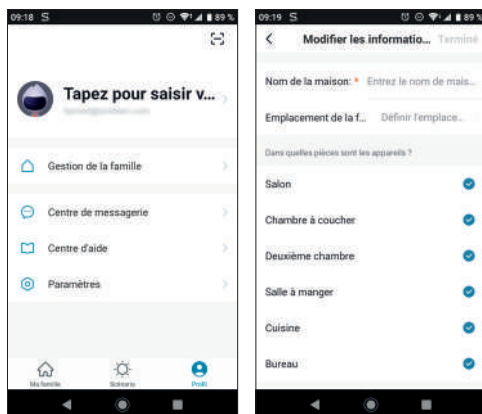 09:18 S 89 %
Tapez pour saisir v...
Gestion de la famille
Centre de messagerie
Centre d'aide
Paramètres
Ma famille Scénario Profil
09:19 S 89 %
Modifier les informatio... Terminé
Nom de la maison: * Entrez le nom de mais...
Emplacement de la f... Définir l'emplace...
Dans quelles pièces sont les appareils ?
Salon
Chambre à coucher
Deuxième chambre
Salle à manger
Cuisine
Bureau